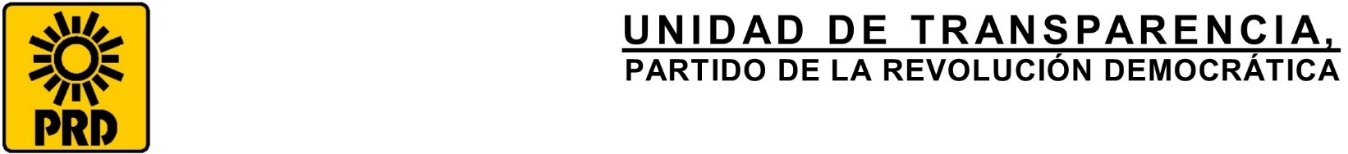 PRD
UNIDAD DE TRANSPARENCIA,
PARTIDO DE LA REVOLUCIÓN DEMOCRÁTICA